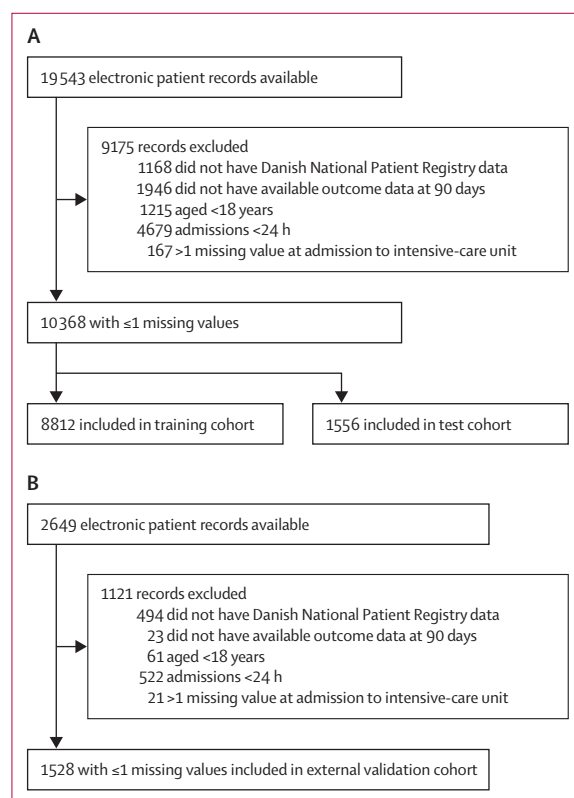 A
19 543 electronic patient records available
9175 records excluded
1168 did not have Danish National Patient Registry data
1946 did not have available outcome data at 90 days
1215 aged <18 years
4679 admissions <24 h
167 >1 missing value at admission to intensive-care unit
10 368 with ≤1 missing values
8812 included in training cohort
1556 included in test cohort
B
2649 electronic patient records available
1121 records excluded
494 did not have Danish National Patient Registry data
23 did not have available outcome data at 90 days
61 aged <18 years
522 admissions <24 h
21 >1 missing value at admission to intensive-care unit
1528 with ≤1 missing values included in external validation cohort